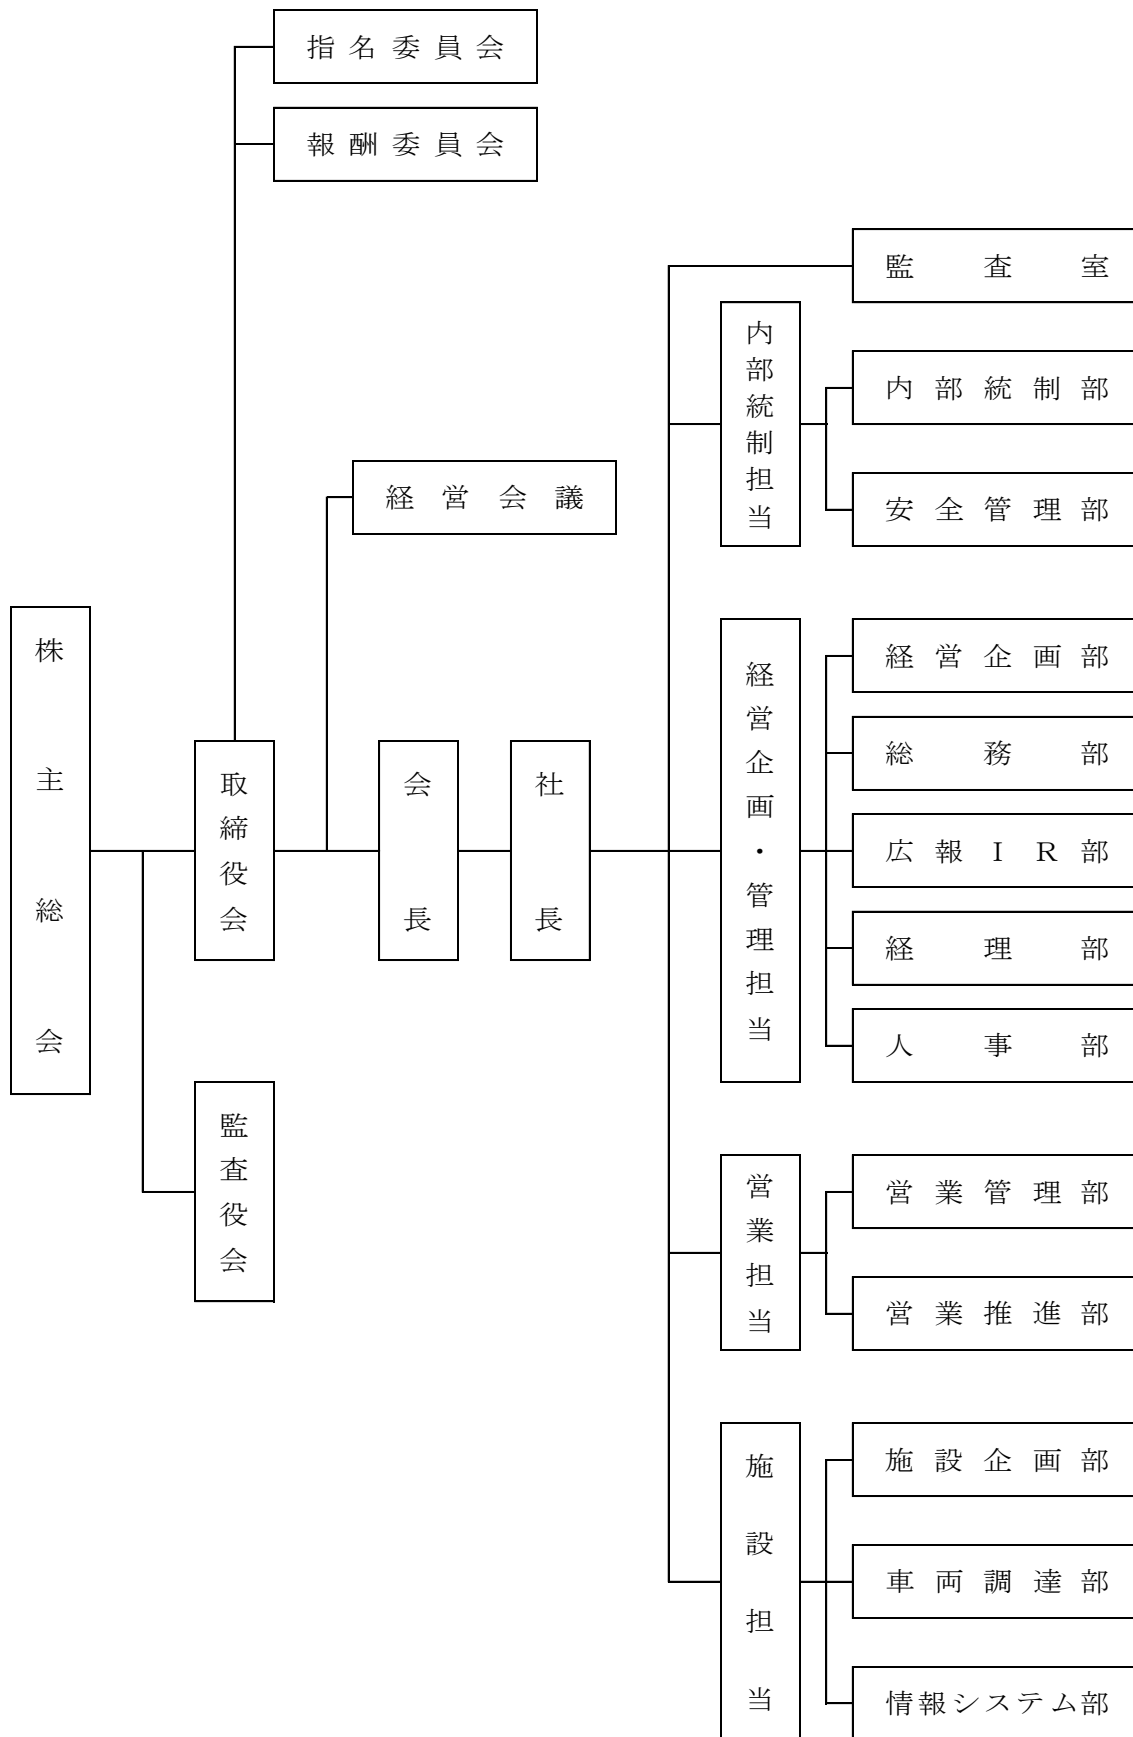 指名委員会
報酬委員会
監査室
内部統制担当
内部統制部
安全管理部
経営会議
株主総会
取締役会
会長
社長
経営企画・管理担当
経営企画部
総務部
広報ＩＲ部
経理部
人事部
監査役会
営業担当
営業管理部
営業推進部
施設担当
施設企画部
車両調達部
情報システム部